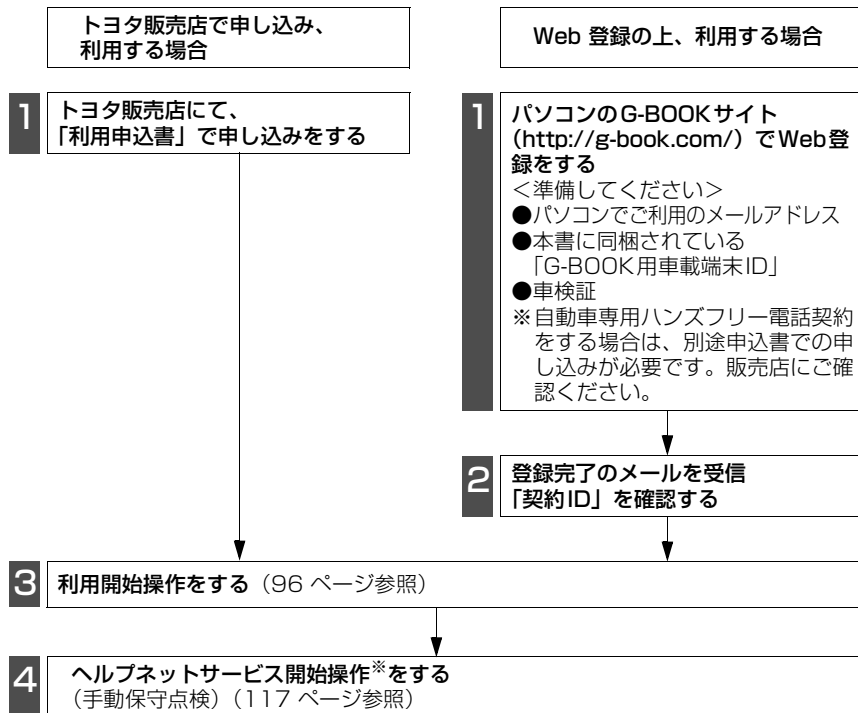 トヨタ販売店で申し込み、
利用する場合
Web 登録の上、利用する場合
1
トヨタ販売店にて、
「利用申込書」で申し込みをする
1
パソコンのG-BOOKサイト
（http://g-book.com/）でWeb登
録をする
＜準備してください＞
●パソコンでご利用のメールアドレス
●本書に同梱されている
「G-BOOK用車載端末ID」
●車検証
※自動車専用ハンズフリー電話契約
をする場合は、別途申込書での申
し込みが必要です。販売店にご確
認ください。
2
登録完了のメールを受信
「契約ID」を確認する
3
利用開始操作をする（96 ページ参照）
4
ヘルプネットサービス開始操作※をする
（手動保守点検）（117 ページ参照）